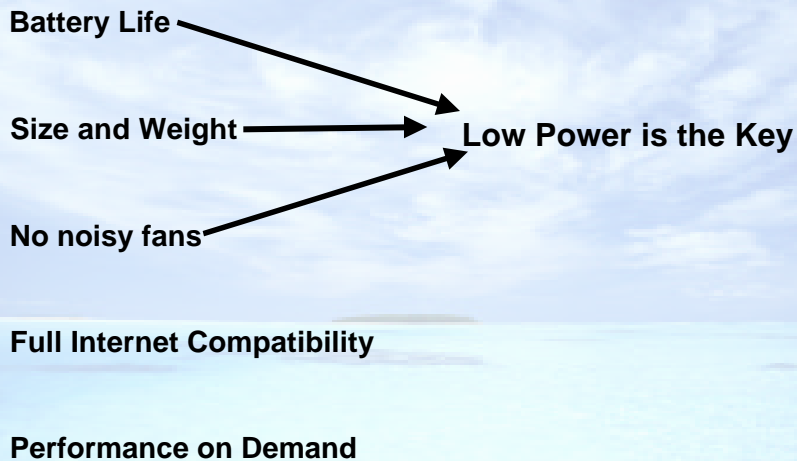 Battery Life
Size and Weight
Low Power is the Key
No noisy fans
Full Internet Compatibility
Performance on Demand